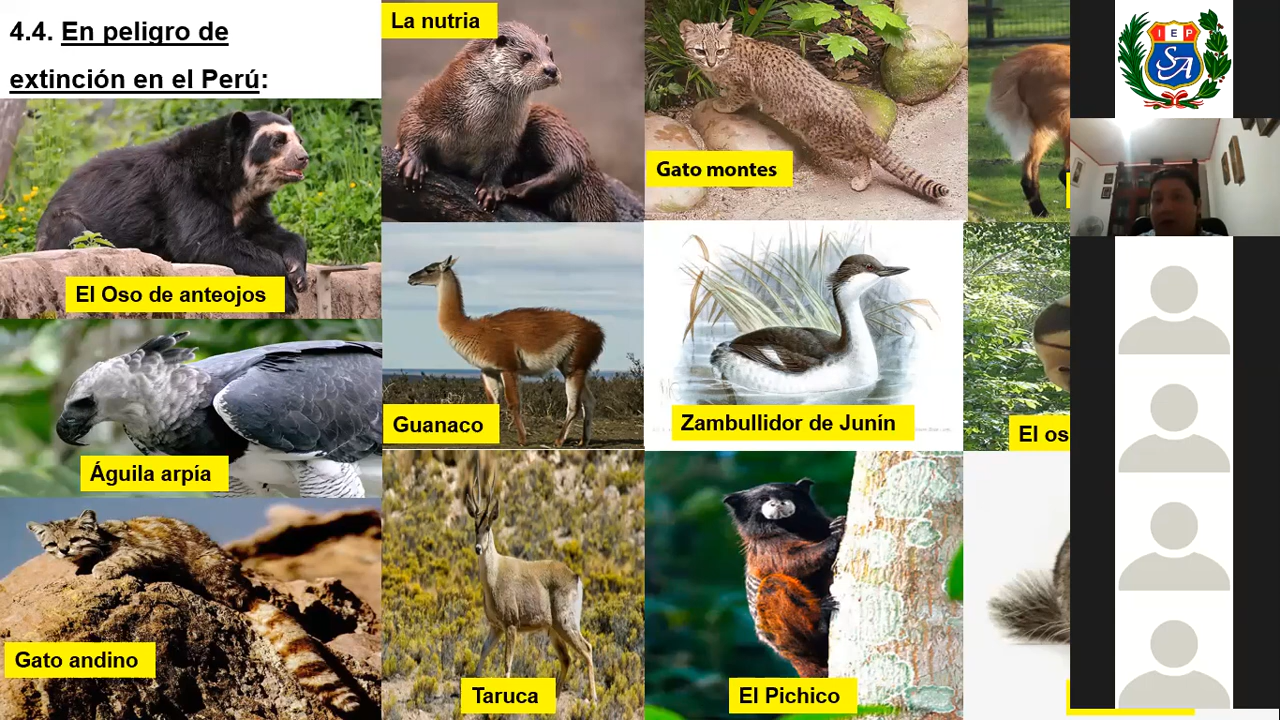 4.4. En peligro de
extinción en el Perú:
La nutria
Gato montes
I E P
SA
El Oso de anteojos
Guanaco
Zambullidor de Junín
El os
Águila arpía
Gato andino
Taruca
El Pichico